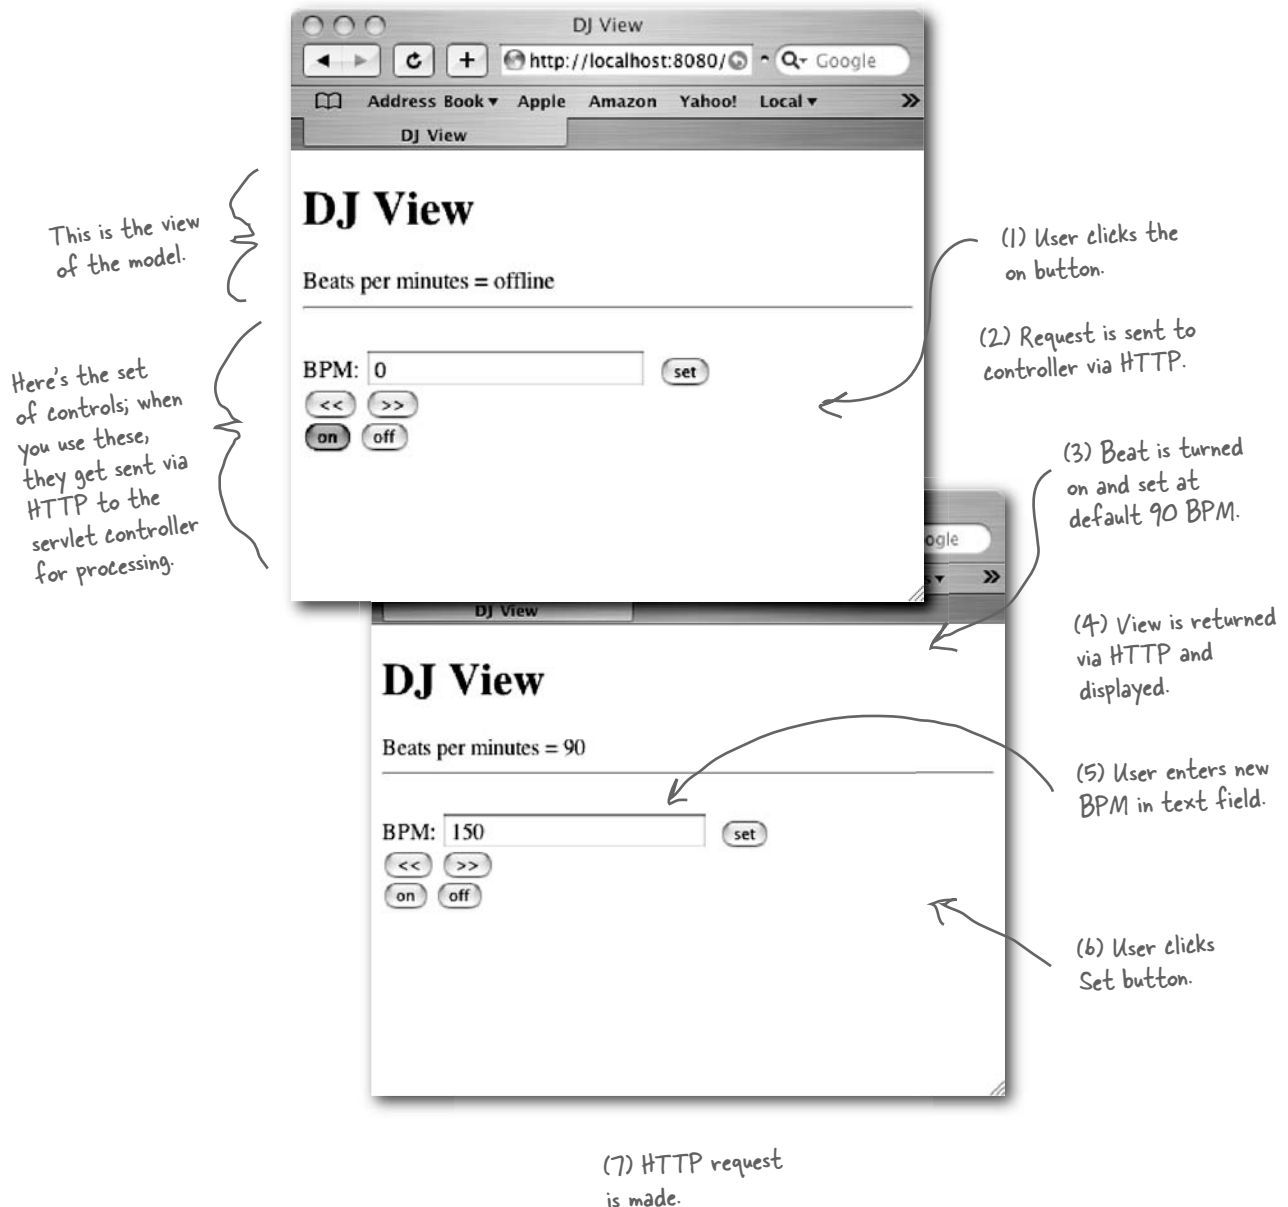 DJ View
http://localhost:8080/ Google
Address Book Apple Amazon Yahoo! Local »
DJ View
DJ View
Beats per minutes = offline
BPM: 0 set
<< >>
on off
This is the view
of the model.
Here's the set
of controls; when
you use these,
they get sent via
HTTP to the
servlet controller
for processing.
(1) User clicks the
on button.
(2) Request is sent to
controller via HTTP.
(3) Beat is turned
on and set at
default 90 BPM.
ogle
s »
DJ View
DJ View
Beats per minutes = 90
BPM: 150 set
<< >>
on off
(4) View is returned
via HTTP and
displayed.
(5) User enters new
BPM in text field.
(6) User clicks
Set button.
(7) HTTP request
is made.